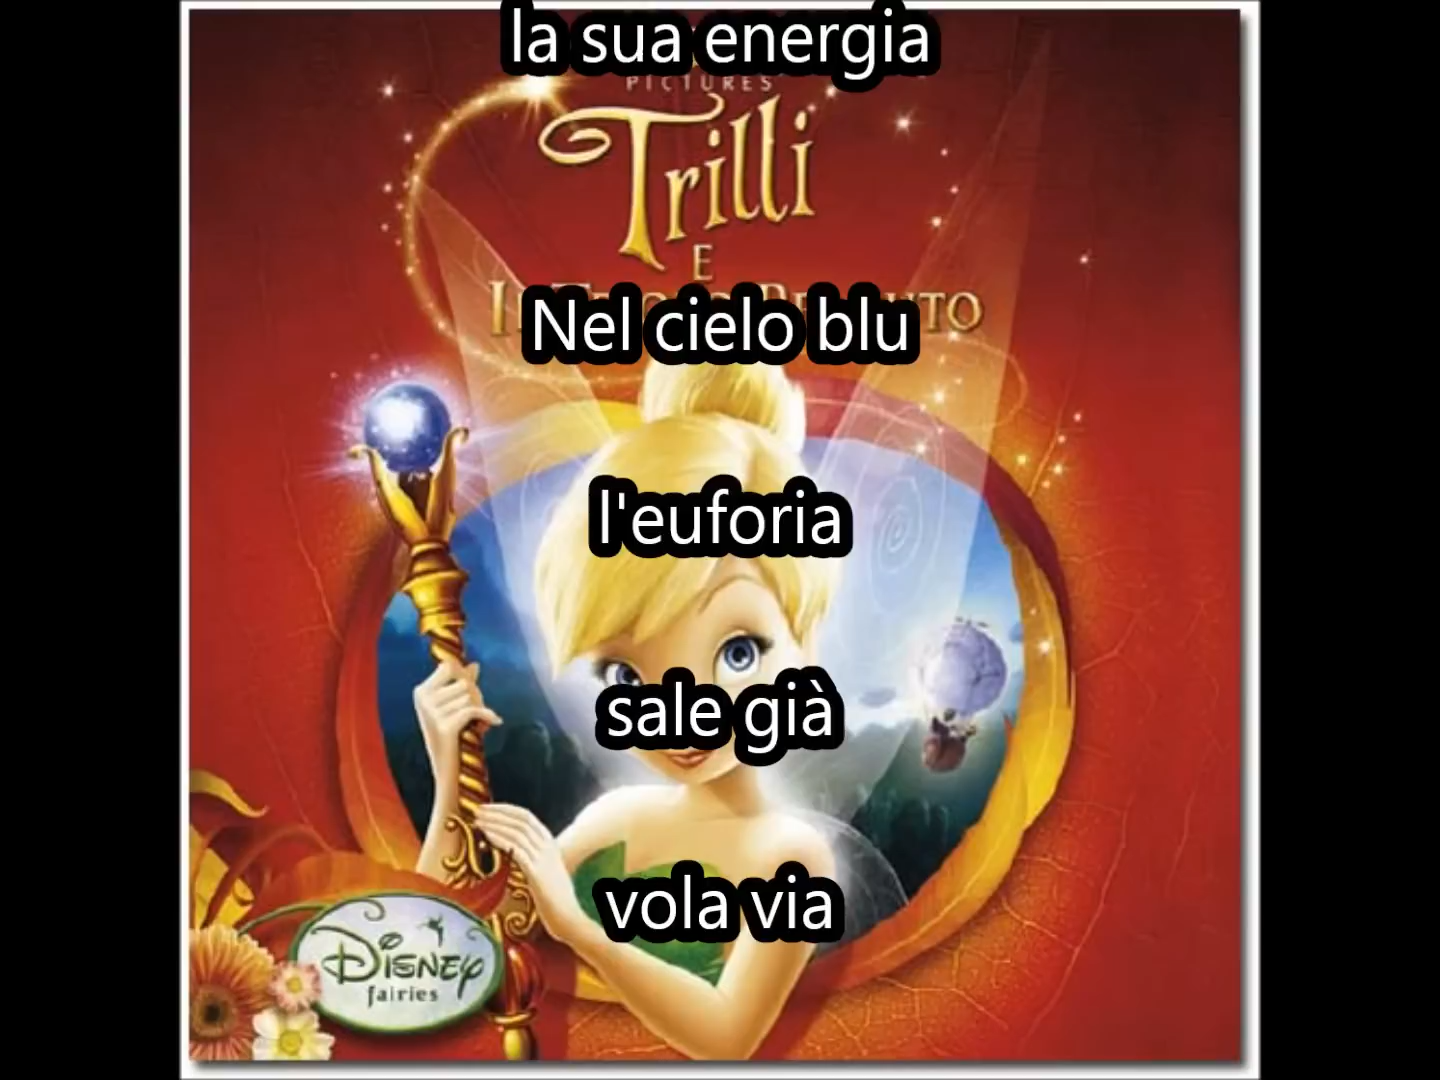 la sua energia
PICTURES
Trilli
E
Nel cielo blu
l'euforia
sale già
vola via
Disney
fairies